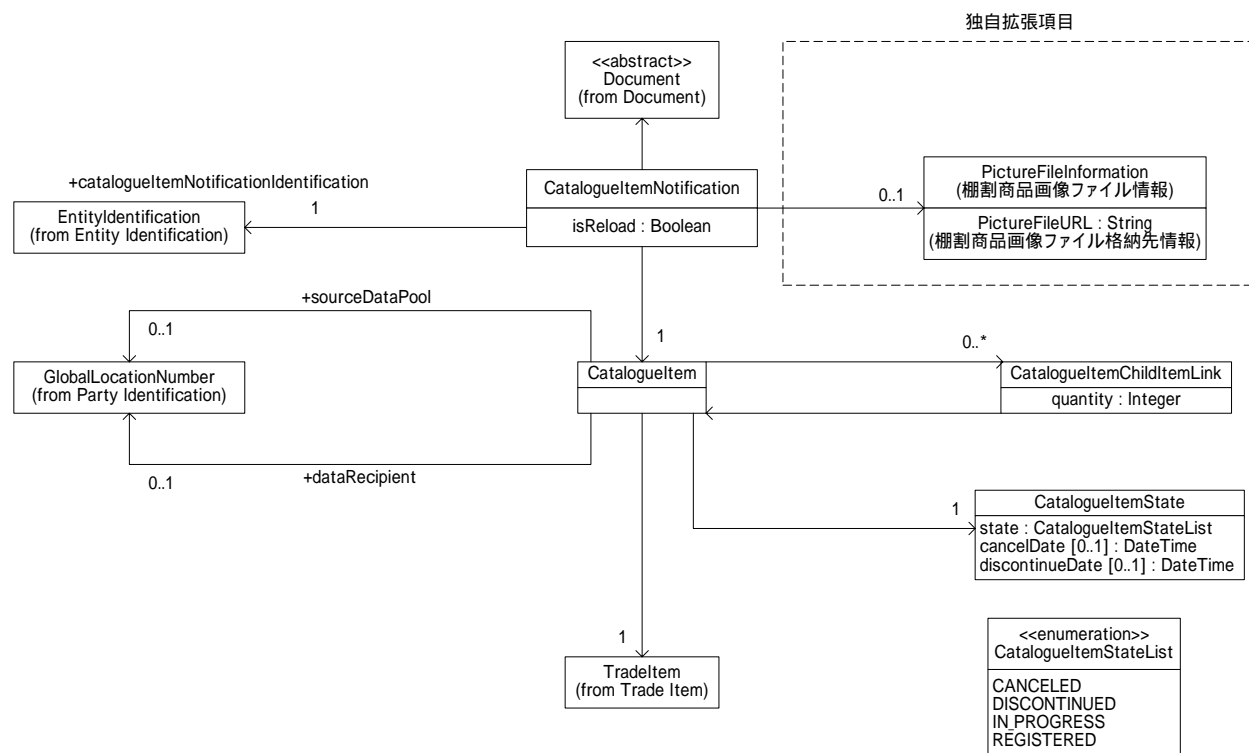 独自拡張項目
<<abstract>>
Document
(from Document)
+catalogueItemNotificationIdentification
EntityIdentification
(from Entity Identification)
1
CatalogueItemNotification
isReload : Boolean
0..1
PictureFileInformation
(棚割商品画像ファイル情報)
PictureFileURL : String
(棚割商品画像ファイル格納先情報)
+sourceDataPool
0..1
1
0..*
GlobalLocationNumber
(from Party Identification)
CatalogueItem
CatalogueItemChildItemLink
quantity : Integer
0..1
+dataRecipient
1
CatalogueItemState
state : CatalogueItemStateList
cancelDate [0..1] : DateTime
discontinueDate [0..1] : DateTime
1
TradeItem
(from Trade Item)
<<enumeration>>
CatalogueItemStateList
CANCELED
DISCONTINUED
IN_PROGRESS
REGISTERED